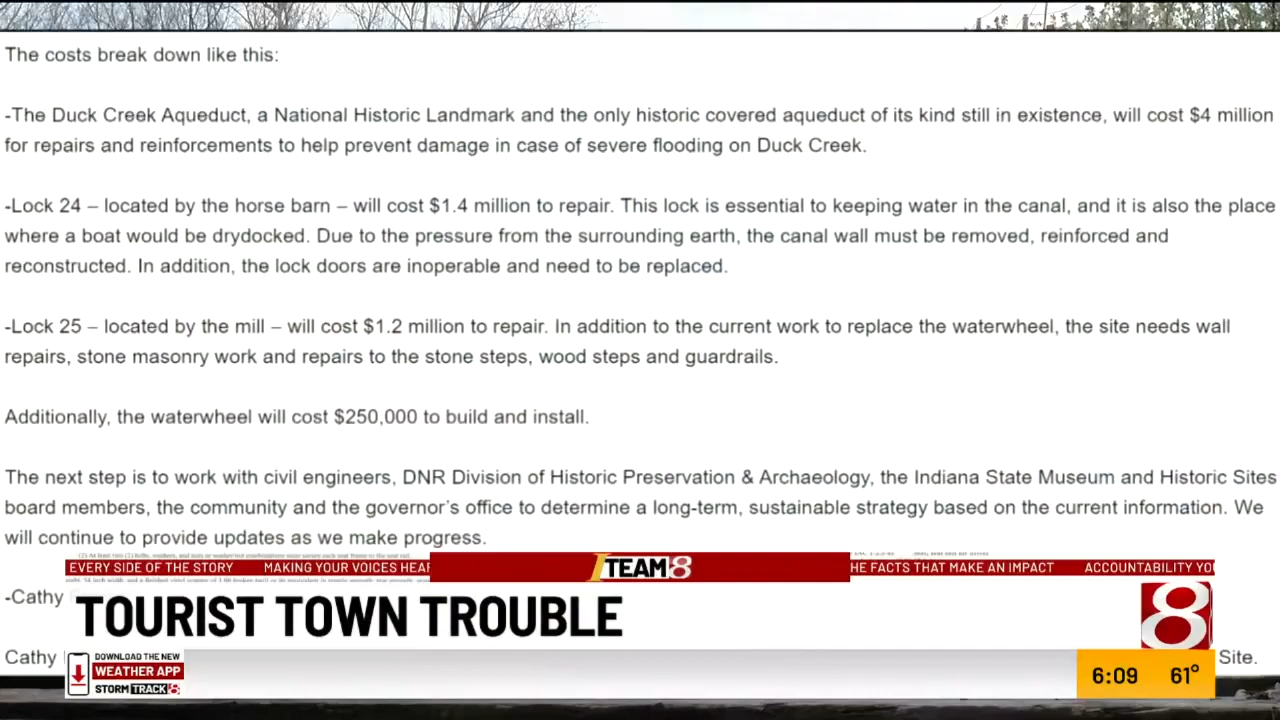 The costs break down like this:
-The Duck Creek Aqueduct, a National Historic Landmark and the only historic covered aqueduct of its kind still in existence, will cost $4 million
for repairs and reinforcements to help prevent damage in case of severe flooding on Duck Creek.
-Lock 24 – located by the horse barn – will cost $1.4 million to repair. This lock is essential to keeping water in the canal, and it is also the place
where a boat would be drydocked. Due to the pressure from the surrounding earth, the canal wall must be removed, reinforced and
reconstructed. In addition, the lock doors are inoperable and need to be replaced.
-Lock 25 – located by the mill – will cost $1.2 million to repair. In addition to the current work to replace the waterwheel, the site needs wall
repairs, stone masonry work and repairs to the stone steps, wood steps and guardrails.
Additionally, the waterwheel will cost $250,000 to build and install.
The next step is to work with civil engineers, DNR Division of Historic Preservation & Archaeology, the Indiana State Museum and Historic Sites
board members, the community and the governor's office to determine a long-term, sustainable strategy based on the current information. We
will continue to provide updates as we make progress.
EVERY SIDE OF THE STORY MAKING YOUR VOICES HEAR I TEAM 8 HE FACTS THAT MAKE AN IMPACT ACCOUNTABILITY YO
-Cathy
TOURIST TOWN TROUBLE
8
Cathy Site.
DOWNLOAD THE NEW
WEATHER APP
STORM TRACK 8
6:09 61°